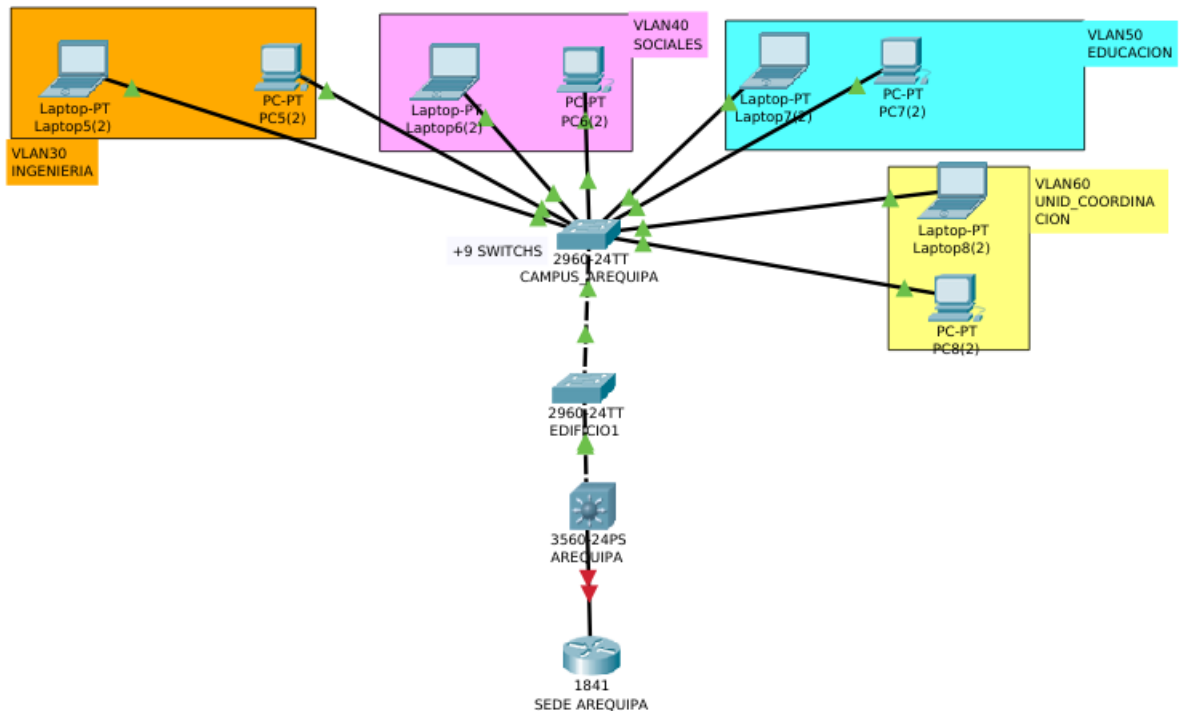 VLAN40
SOCIALES
VLAN50
EDUCACION
Laptop-PT
Laptop5(2)
PC-PT
PC5(2)
Laptop-PT
Laptop6(2)
PC-PT
PC6(2)
Laptop-PT
Laptop7(2)
PC-PT
PC7(2)
VLAN30
INGENIERIA
VLAN60
UNID_COORDINA
CION
Laptop-PT
Laptop8(2)
+9 SWITCHS
2960-24TT
CAMPUS_AREQUIPA
PC-PT
PC8(2)
2960-24TT
EDIFICIO1
3560-24PS
AREQUIPA
1841
SEDE AREQUIPA